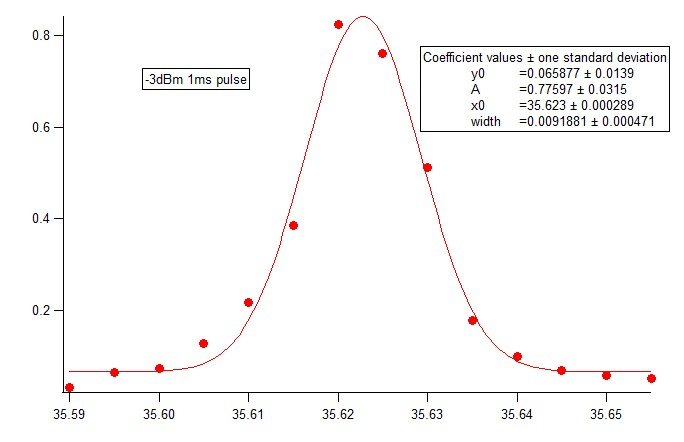 0.8
0.6
0.4
0.2
-3dBm 1ms pulse
Coefficient values ± one standard deviation
y0 =0.065877 ± 0.0139
A =0.77597 ± 0.0315
x0 =35.623 ± 0.000289
width =0.0091881 ± 0.000471
35.59 35.60 35.61 35.62 35.63 35.64 35.65